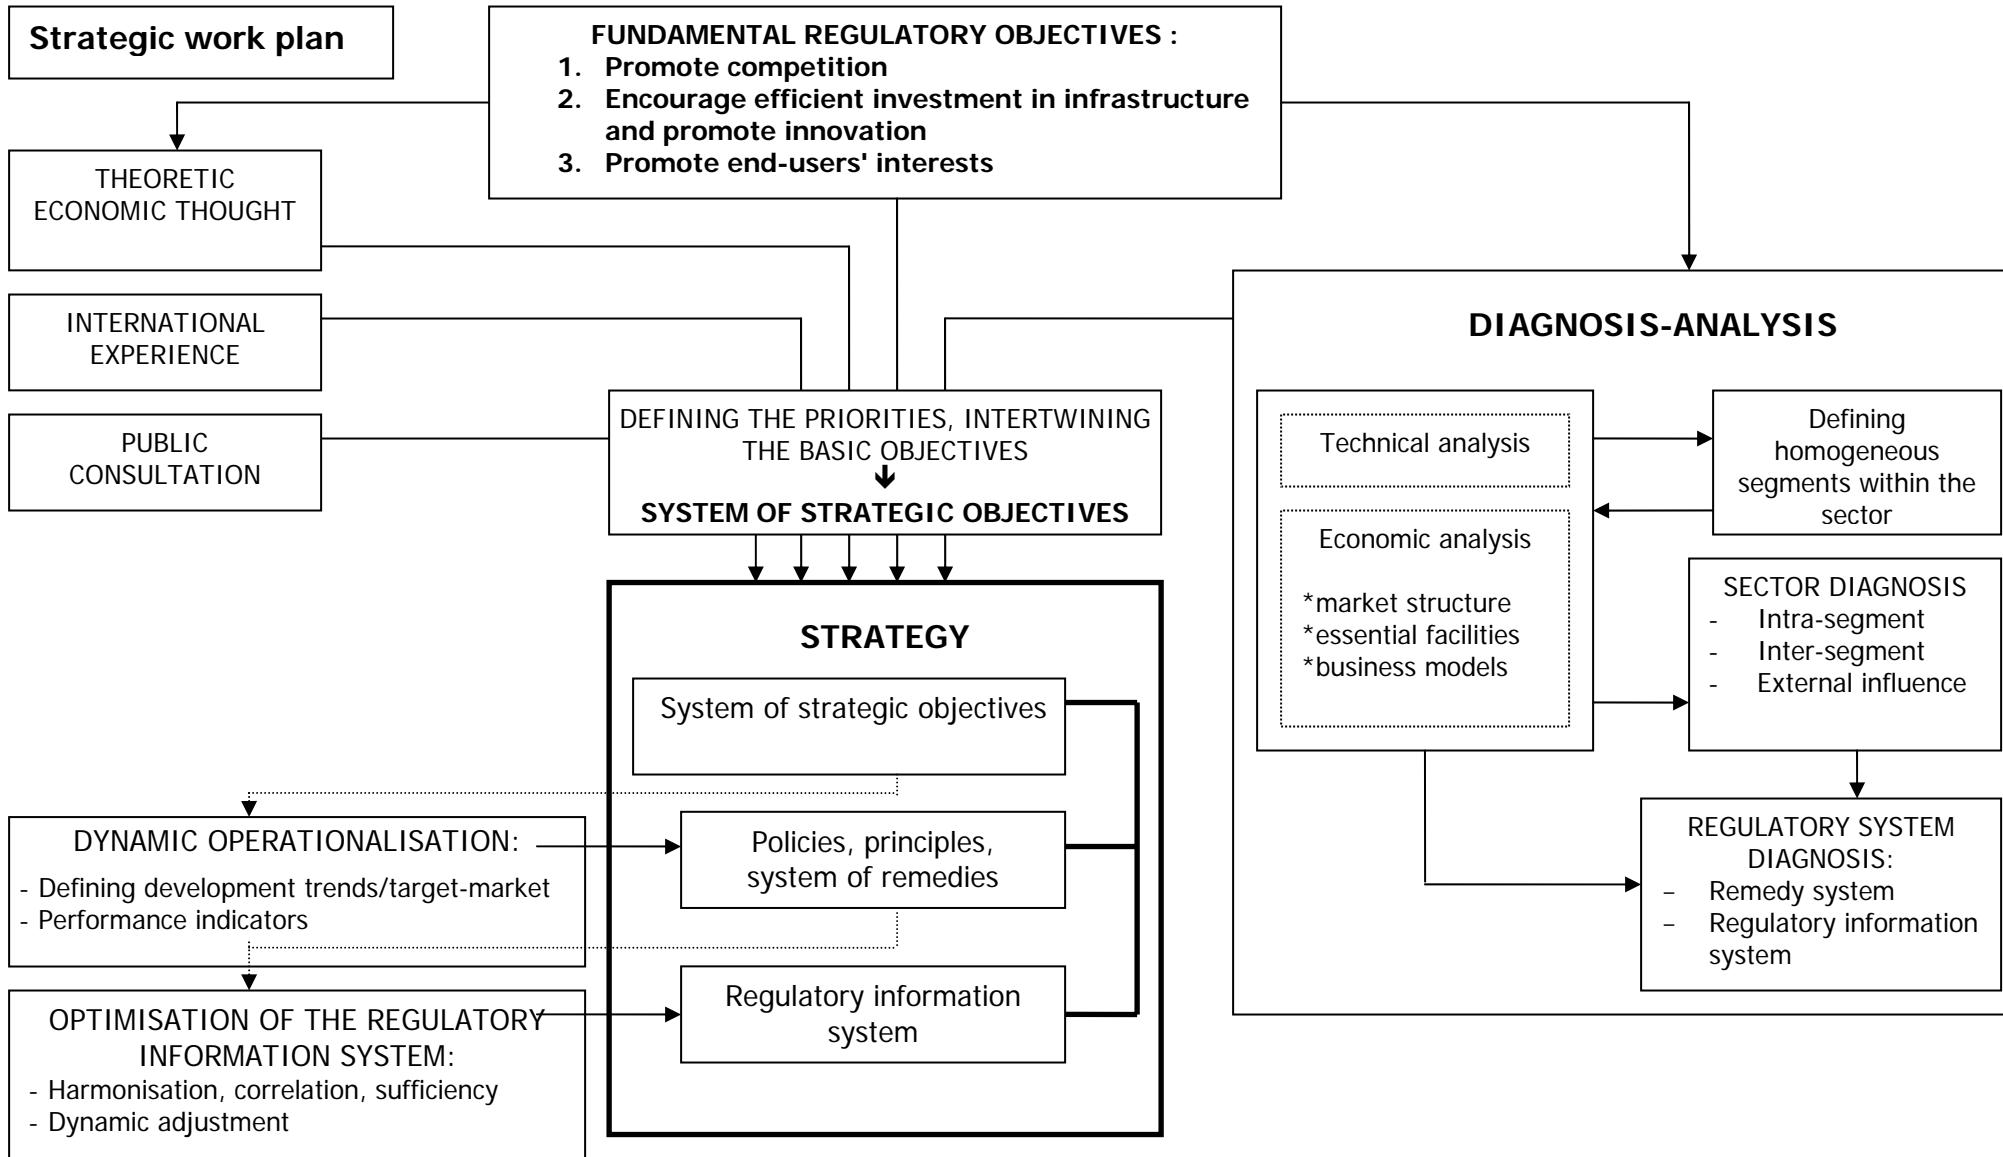 Strategic work plan
FUNDAMENTAL REGULATORY OBJECTIVES :
1. Promote competition
2. Encourage efficient investment in infrastructure
and promote innovation
3. Promote end-users' interests
THEORETIC
ECONOMIC THOUGHT
INTERNATIONAL
EXPERIENCE
PUBLIC
CONSULTATION
DEFINING THE PRIORITIES, INTERTWINING
THE BASIC OBJECTIVES
SYSTEM OF STRATEGIC OBJECTIVES
STRATEGY
System of strategic objectives
Policies, principles,
system of remedies
Regulatory information
system
DYNAMIC OPERATIONALISATION:
- Defining development trends/target-market
- Performance indicators
OPTIMISATION OF THE REGULATORY
INFORMATION SYSTEM:
- Harmonisation, correlation, sufficiency
- Dynamic adjustment
DIAGNOSIS-ANALYSIS
Technical analysis
Economic analysis
*market structure
*essential facilities
*business models
Defining
homogeneous
segments within the
sector
SECTOR DIAGNOSIS
- Intra-segment
- Inter-segment
- External influence
REGULATORY SYSTEM
DIAGNOSIS:
– Remedy system
– Regulatory information
system